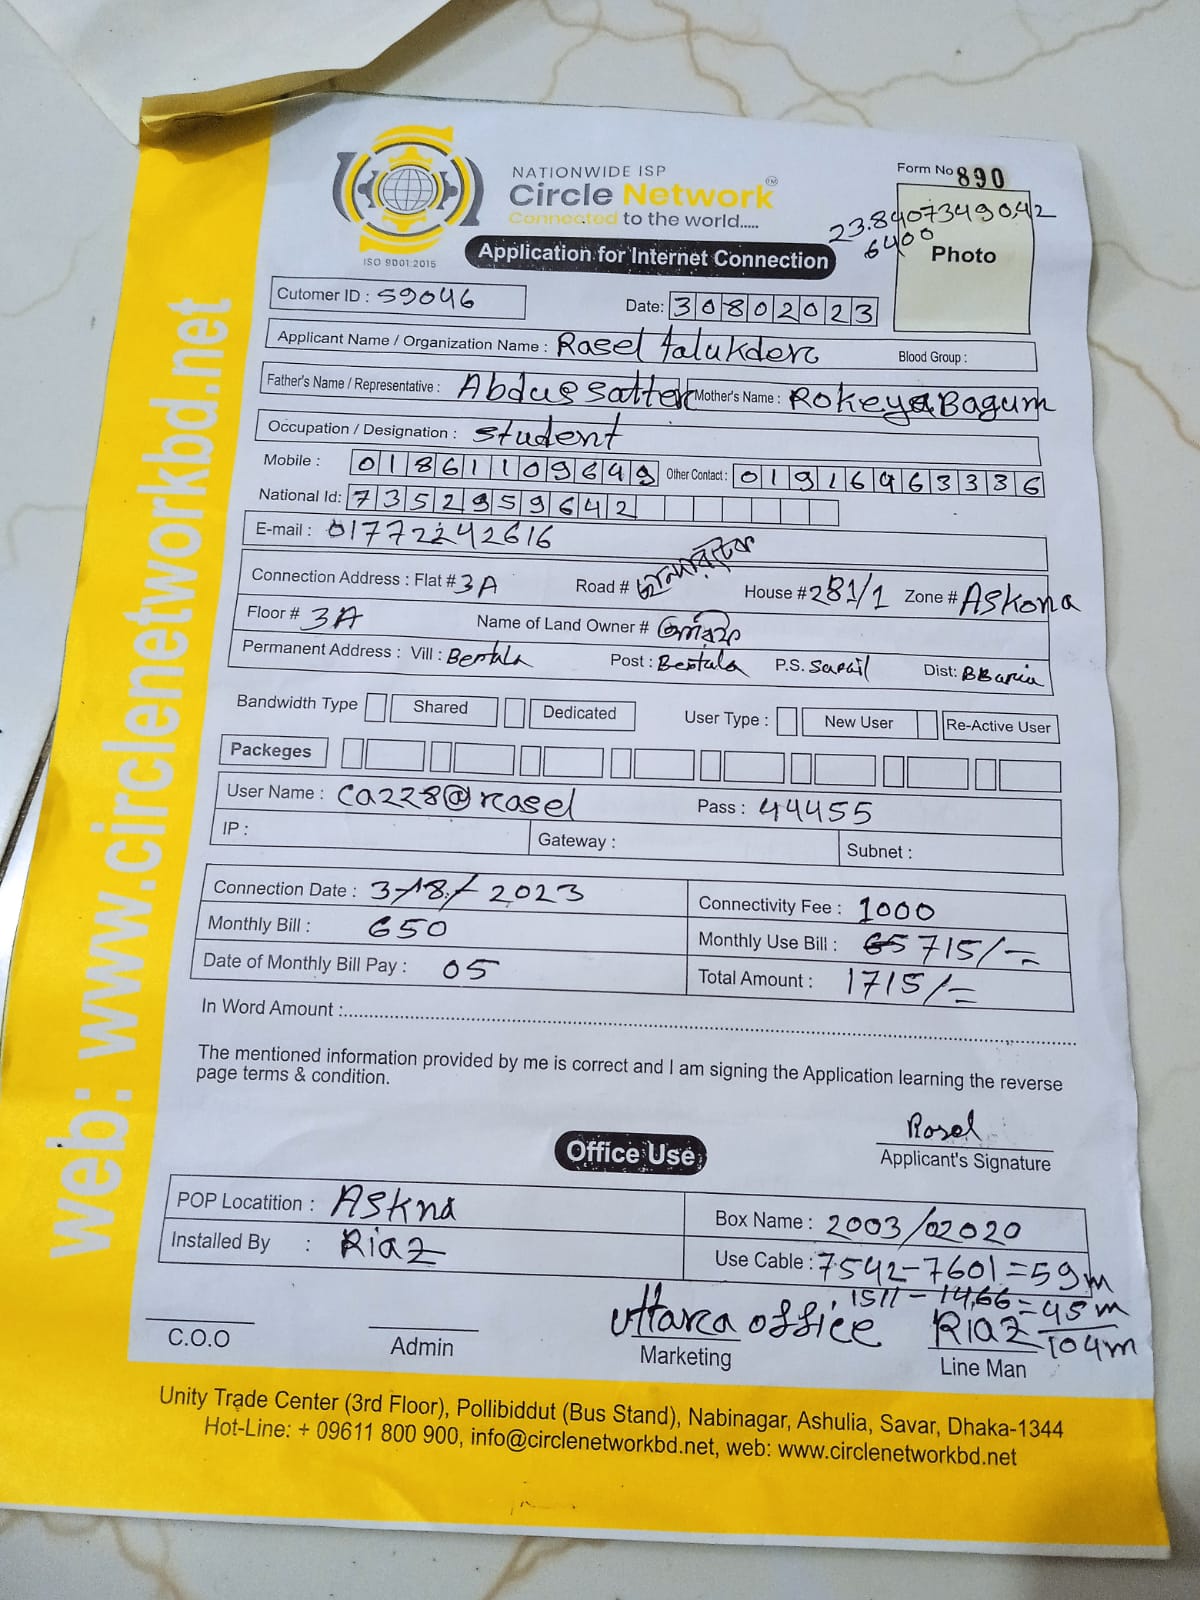 NATIONWIDE ISP
Circle Network TM
Connected to the world.....
ISO 9001:2015
Form No 890
23.8407349 0,42
6400
Photo
Application for Internet Connection
Cutomer ID : 59046
Date: 30802023
Applicant Name / Organization Name : Rasel talukder
Blood Group :
Father's Name / Representative : Abdus satter
Mother's Name : Rokeya Bagum
Occupation / Designation : student
Mobile : 01861109649
Other Contact : 01916963336
National Id: 7352959642
E-mail : 01772242616
Connection Address : Flat # 3A
Road #
House # 281/1
Zone # Askona
Floor # 3A
Name of Land Owner #
Permanent Address : Vill : Bertala
Post : Bertala
P.S. Sarail
Dist: BBaria
Bandwidth Type Shared Dedicated
User Type : New User Re-Active User
Packeges
User Name : ca228@rasel
Pass : 44455
IP :
Gateway :
Subnet :
Connection Date : 3-/8/- 2023
Connectivity Fee : 1000
Monthly Bill : 650
Monthly Use Bill : 715/=
Date of Monthly Bill Pay : 05
Total Amount : 1715/=
In Word Amount :
The mentioned information provided by me is correct and I am signing the Application learning the reverse
page terms & condition.
Rasel
Applicant's Signature
Office Use
POP Locatition : Askna
Box Name : 2003/02020
Installed By : Riaz
Use Cable : 7542-7601=59m
1511 - 1466 = 45m
104m
uttara office
Riaz
C.O.O
Admin
Marketing
Line Man
Unity Trade Center (3rd Floor), Pollibiddut (Bus Stand), Nabinagar, Ashulia, Savar, Dhaka-1344
Hot-Line: + 09611 800 900, info@circlenetworkbd.net, web: www.circlenetworkbd.net
web: www.circlenetworkbd.net